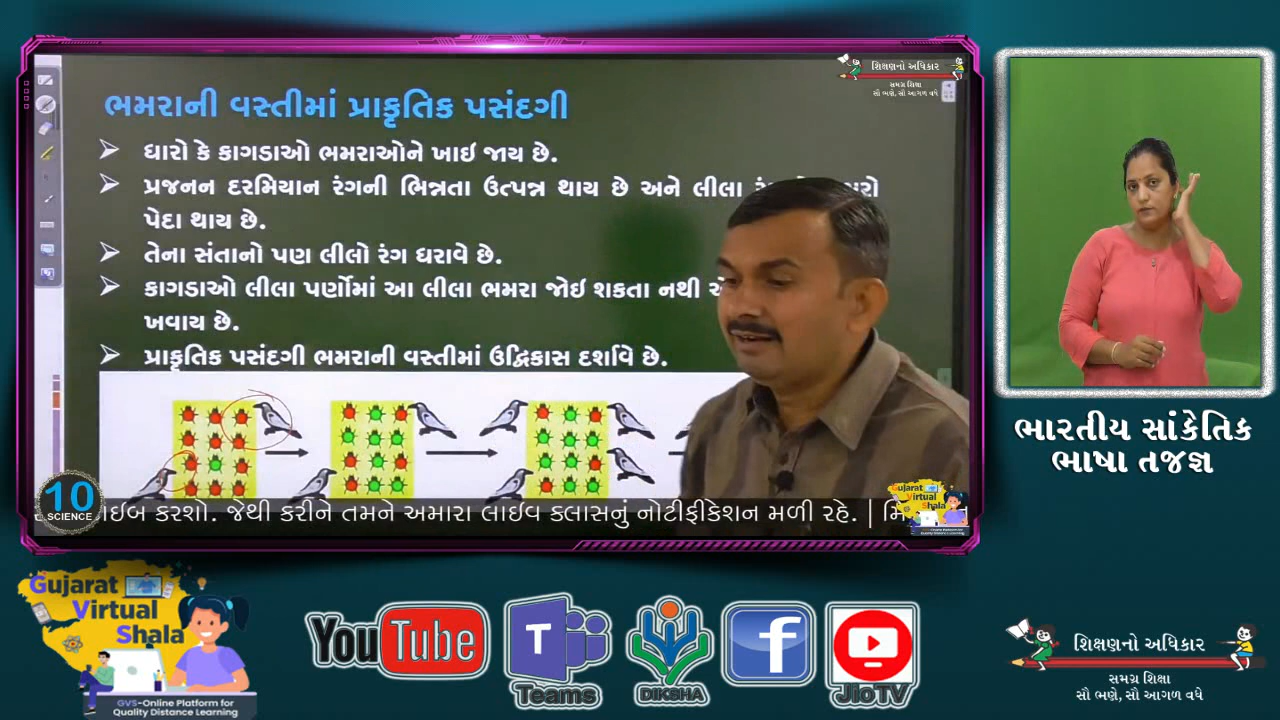 શિક્ષણનો અધિકાર
સમગ્ર શિક્ષા
સૌ ભણે, સૌ આગળ વધે
ભમરાની વસ્તીમાં પ્રાકૃતિક પસંદગી
ધારો કે કાગડાઓ ભમરાઓને ખાઇ જાય છે.
પ્રજનન દરમિયાન રંગની ભિન્નતા ઉત્પન્ન થાય છે અને લીલા
પેદા થાય છે.
તેના સંતાનો પણ લીલો રંગ ધરાવે છે.
કાગડાઓ લીલા પર્ણોમાં આ લીલા ભમરા જોઇ શકતા નથી
ખવાય છે.
પ્રાકૃતિક પસંદગી ભમરાની વસ્તીમાં ઉદ્વિકાસ દર્શાવે છે.
10
SCIENCE
કરશો. જેથી કરીને તમને અમારા લાઇવ ક્લાસનું નોટીફીકેશન મળી રહે. |
Gujarat
Virtual
Shala
ભારતીય સાંકેતિક
ભાષા તજજ્ઞ
Gujarat
Virtual
Shala
GVS-Online Platform for
Quality Distance Learning
YouTube
T
Teams
DIKSHA
f
JioTV
શિક્ષણનો અધિકાર
સમગ્ર શિક્ષા
સૌ ભણે, સૌ આગળ વધે